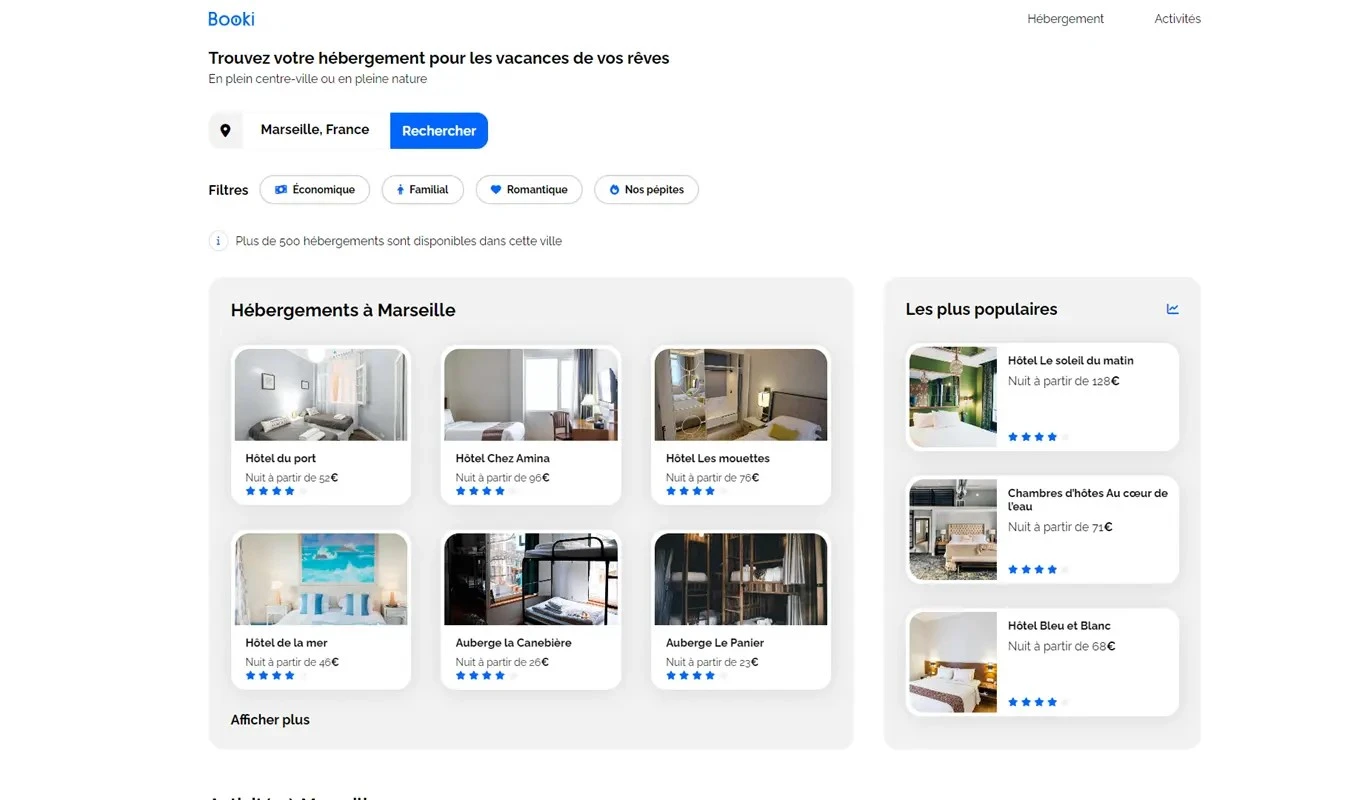 Booki
Hébergement
Activités
Trouvez votre hébergement pour les vacances de vos rêves
En plein centre-ville ou en pleine nature
Marseille, France
Rechercher
Filtres
Économique
Familial
Romantique
Nos pépites
Plus de 500 hébergements sont disponibles dans cette ville
Hébergements à Marseille
Hôtel du port
Nuit à partir de 52€
Hôtel Chez Amina
Nuit à partir de 96€
Hôtel Les mouettes
Nuit à partir de 76€
Hôtel de la mer
Nuit à partir de 46€
Auberge la Canebière
Nuit à partir de 26€
Auberge Le Panier
Nuit à partir de 23€
Afficher plus
Les plus populaires
Hôtel Le soleil du matin
Nuit à partir de 128€
Chambres d'hôtes Au cœur de
l'eau
Nuit à partir de 71€
Hôtel Bleu et Blanc
Nuit à partir de 68€